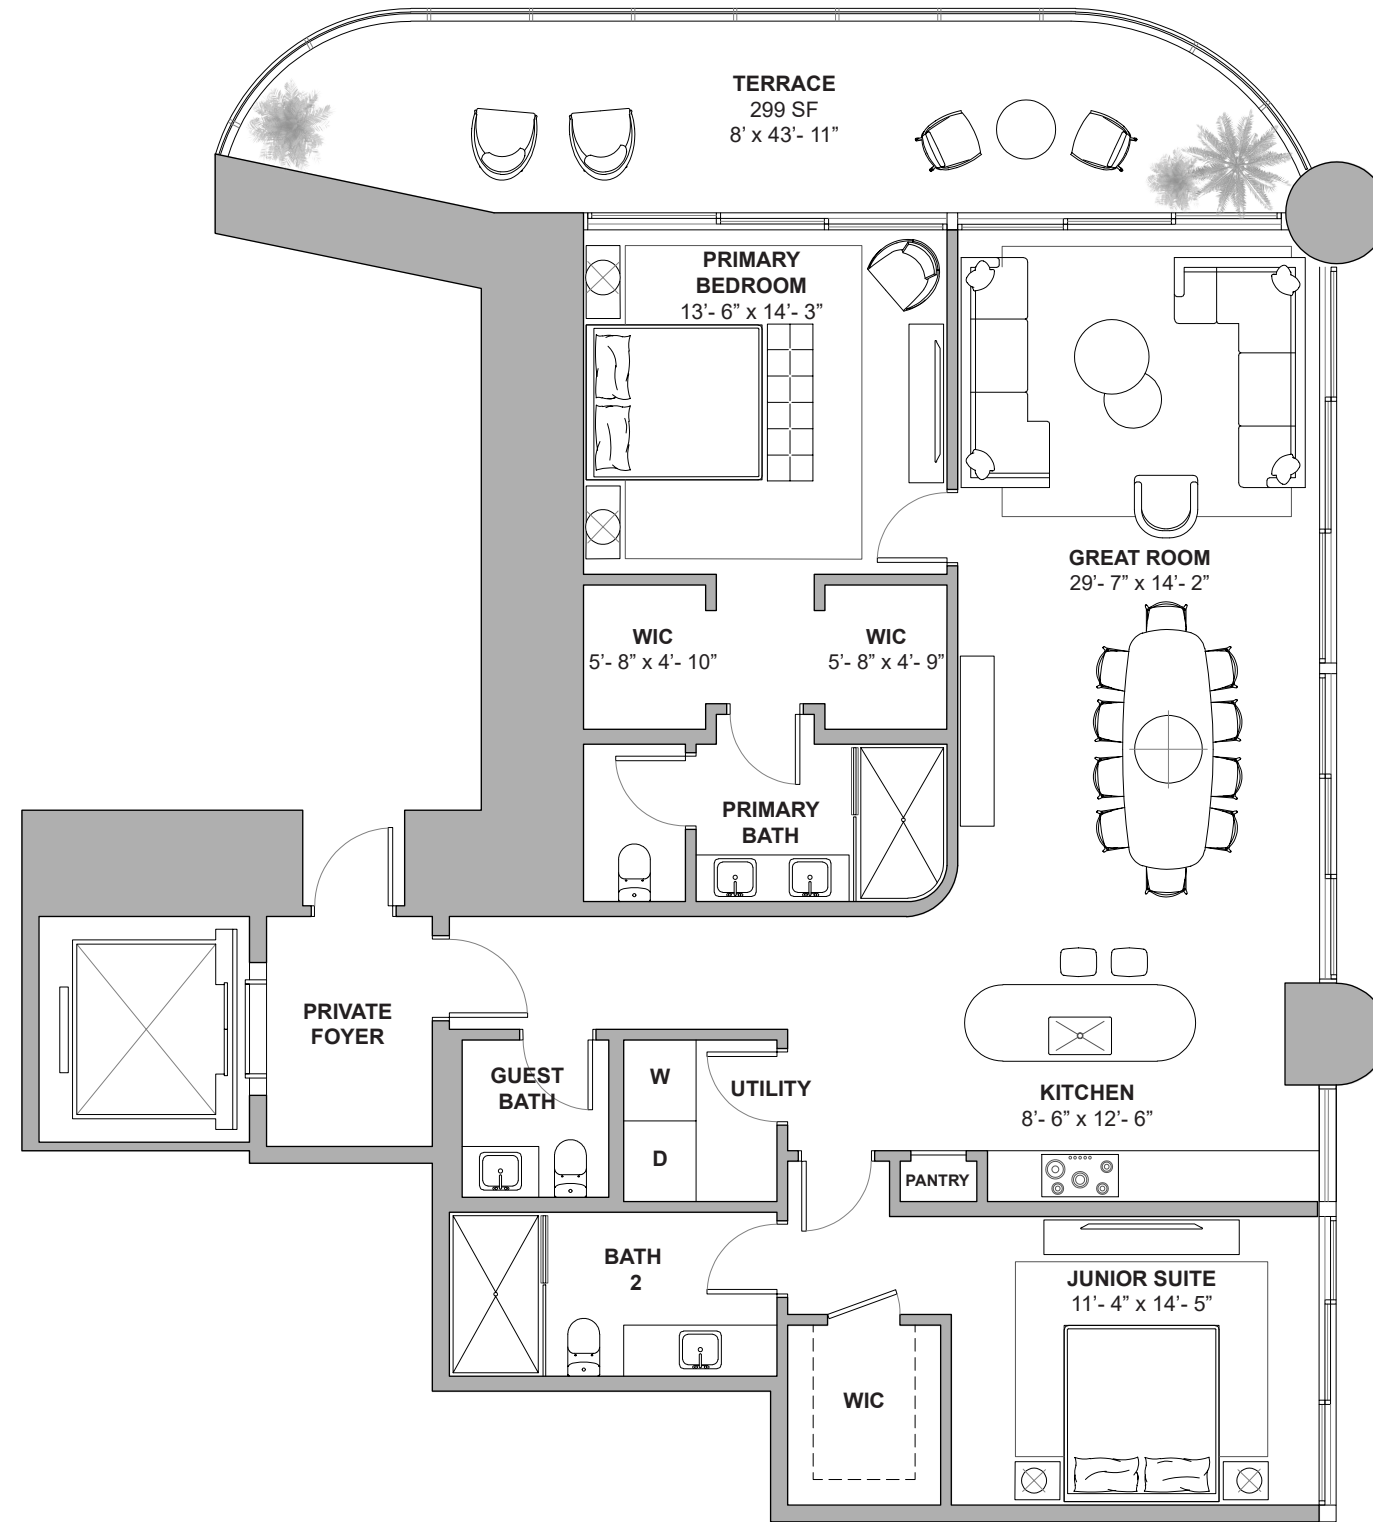 TERRACE
299 SF
8’ x 43’- 11”
PRIMARY
BEDROOM
13’- 6” x 14’- 3”
GREAT ROOM
29’- 7” x 14’- 2”
WIC
5’- 8” x 4’- 10”
WIC
5’- 8” x 4’- 9”
PRIMARY
BATH
PRIVATE
FOYER
GUEST
BATH
W
D
UTILITY
KITCHEN
8’- 6” x 12’- 6”
PANTRY
BATH
2
JUNIOR SUITE
11’- 4” x 14’- 5”
WIC